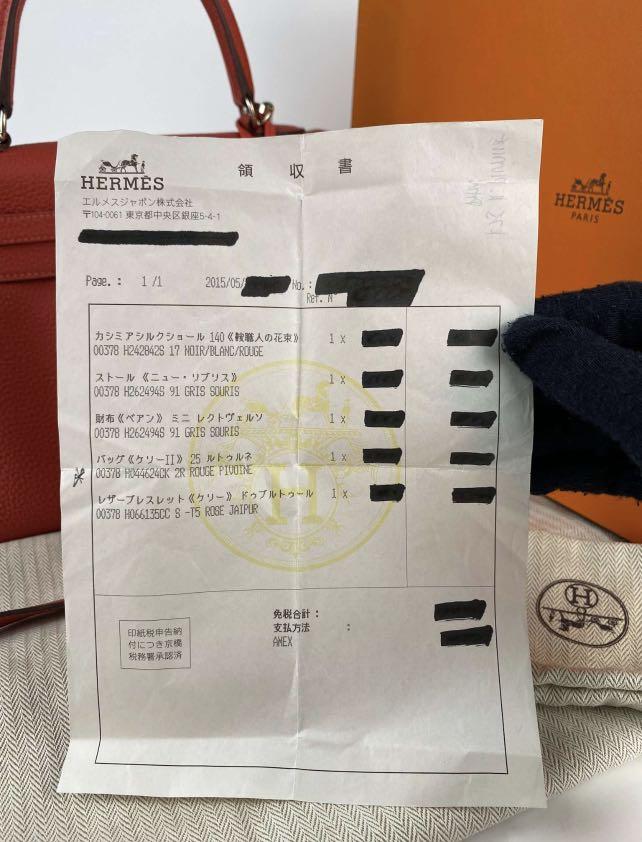 HERMÈS
領収書
エルメスジャポン株式会社
〒104-0061 東京都中央区銀座5-4-1
Page. : 1 /1 2015/05/ No. :
Ref. N
カシミアシルクショール 140《鞍職人の花束》 1 x
00378 H242842S 17 NOIR/BLANC/ROUGE
ストール 《ニュー・リブリス》 1 x
00378 H262494S 91 GRIS SOURIS
財布《ベアン》 ミニ レクトヴェルソ 1 x
00378 H262494S 91 GRIS SOURIS
バッグ《ケリーII》 25 ルトゥルネ 1 x
00378 H044624CK 2R ROUGE PIVOINE
レザーブレスレット《ケリー》 ドゥブルトゥール 1 x
00378 H066135CC S -T5 ROSE JAIPUR
免税合計 :
支払方法 :
AMEX
印紙税申告納
付につき京橋
税務署承認済
H
HERMÈS
PARIS
H